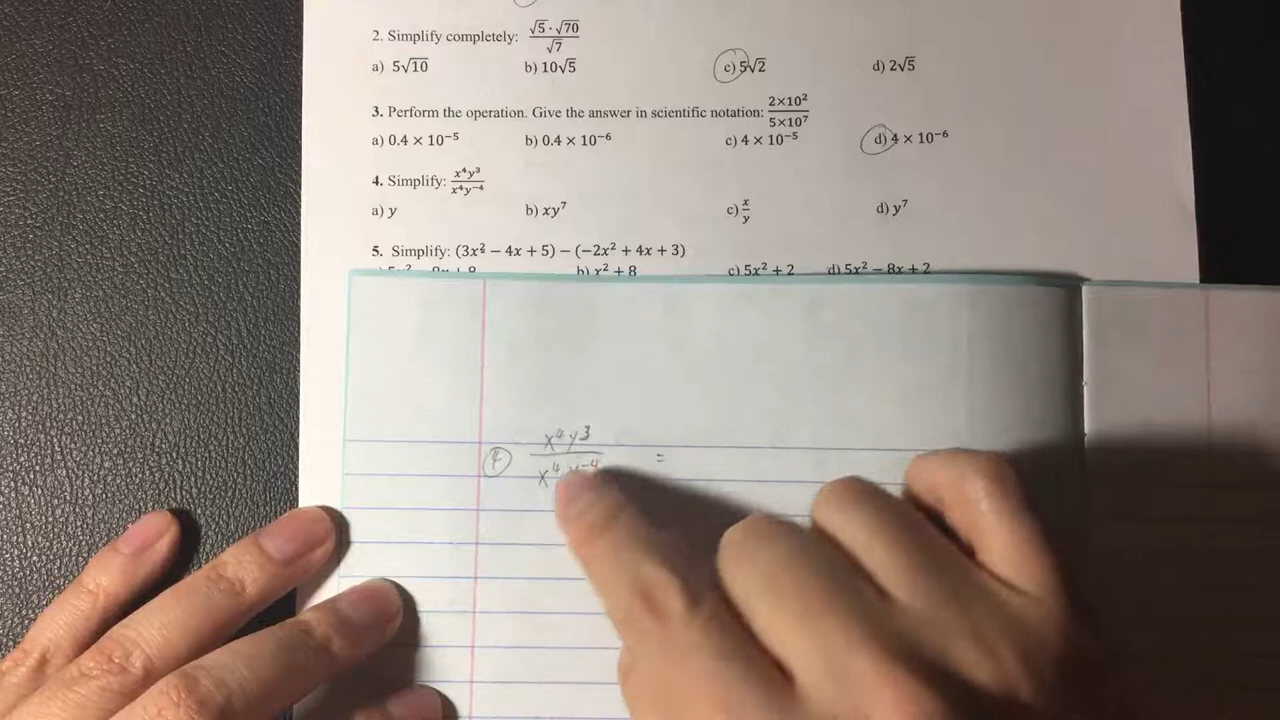 2. Simplify completely: √5·√70/√7
a) 5√10 b) 10√5 c) 5√2 d) 2√5
3. Perform the operation. Give the answer in scientific notation: 2×10²/5×10⁷
a) 0.4 × 10⁻⁵ b) 0.4 × 10⁻⁶ c) 4 × 10⁻⁵ d) 4 × 10⁻⁶
4. Simplify: x⁴y³/x⁴y⁻⁴
a) y b) xy⁷ c) x/y d) y⁷
5. Simplify: (3x² − 4x + 5) − (−2x² + 4x + 3)
b) x² + 8 c) 5x² + 2 d) 5x² − 8x + 2
④ x⁴y³/x⁴y⁻⁴ =